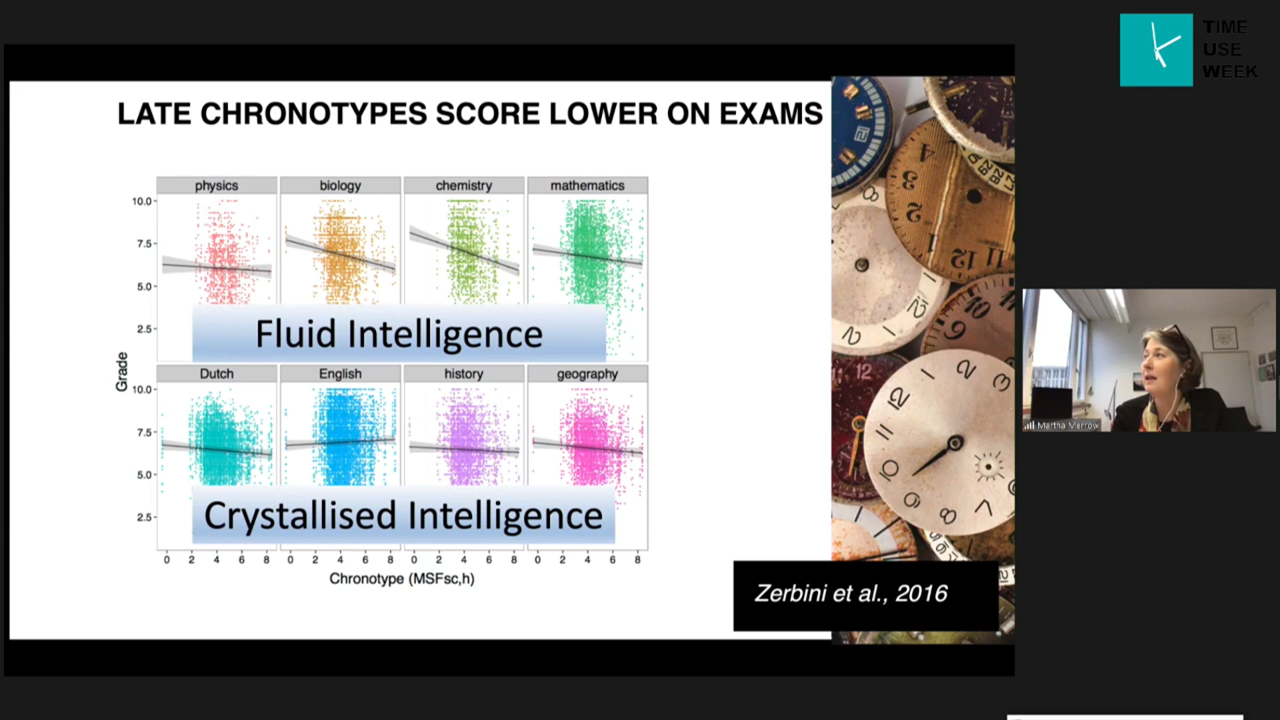 TIME
USE
WEEK
LATE CHRONOTYPES SCORE LOWER ON EXAMS
physics biology chemistry mathematics
10.0
7.5
5.0
2.5
Fluid Intelligence
Grade
Dutch English history geography
10.0
7.5
5.0
2.5
Crystallised Intelligence
0 2 4 6 8 0 2 4 6 8 0 2 4 6 8 0 2 4 6 8
Chronotype (MSFsc,h)
Zerbini et al., 2016
Martha Merrow